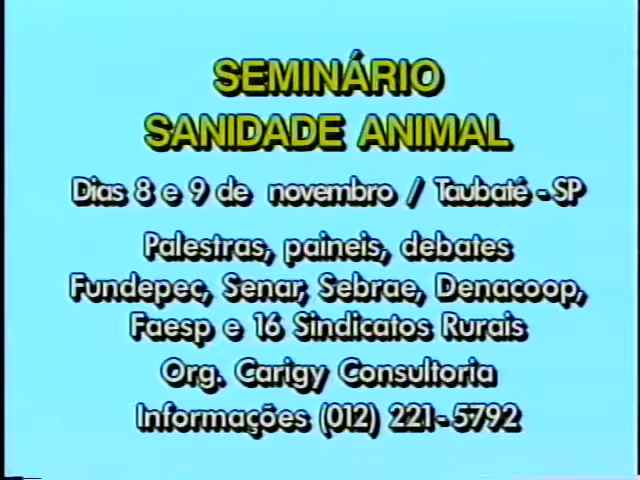 SEMINÁRIO
SANIDADE ANIMAL
Dias 8 e 9 de novembro / Taubaté - SP
Palestras, paineis, debates
Fundepec, Senar, Sebrae, Denacoop,
Faesp e 16 Sindicatos Rurais
Org. Carigy Consultoria
Informações (012) 221-5792